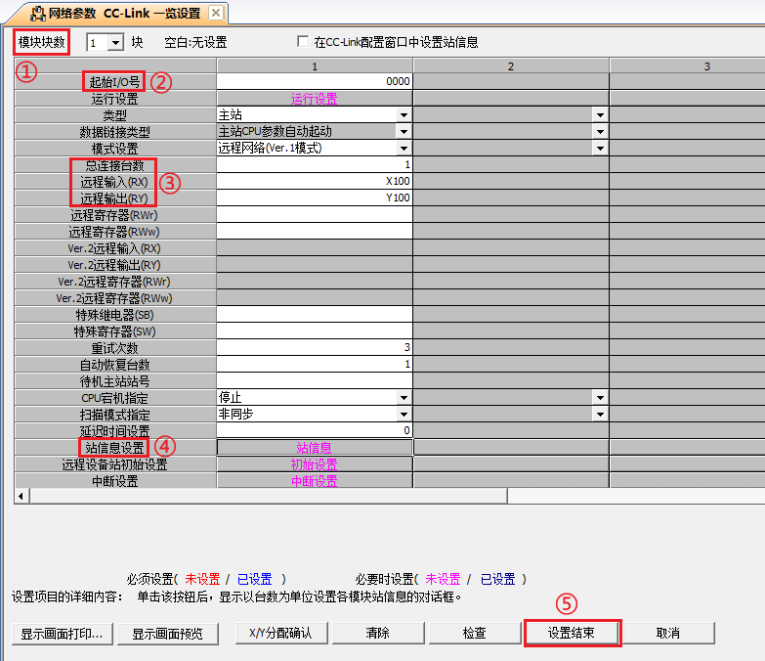 网络参数 CC-Link 一览设置
模块块数 1 块 空白:无设置 在CC-Link配置窗口中设置站信息
①
1 2 3
起始I/O号 ② 0000
运行设置 运行设置
类型 主站
数据链接类型 主站CPU参数自动起动
模式设置 远程网络(Ver.1模式)
总连接台数 1
远程输入(RX) ③ X100
远程输出(RY) Y100
远程寄存器(RWr)
远程寄存器(RWw)
Ver.2远程输入(RX)
Ver.2远程输出(RY)
Ver.2远程寄存器(RWr)
Ver.2远程寄存器(RWw)
特殊继电器(SB)
特殊寄存器(SW)
重试次数 3
自动恢复台数 1
待机主站站号
CPU宕机指定 停止
扫描模式指定 非同步
延迟时间设置 0
站信息设置 ④ 站信息
远程设备站初始设置 初始设置
中断设置 中断设置
必须设置( 未设置 / 已设置 ) 必要时设置( 未设置 / 已设置 )
设置项目的详细内容: 单击该按钮后，显示以台数为单位设置各模块站信息的对话框。
⑤
显示画面打印... 显示画面预览 X/Y分配确认 清除 检查 设置结束 取消